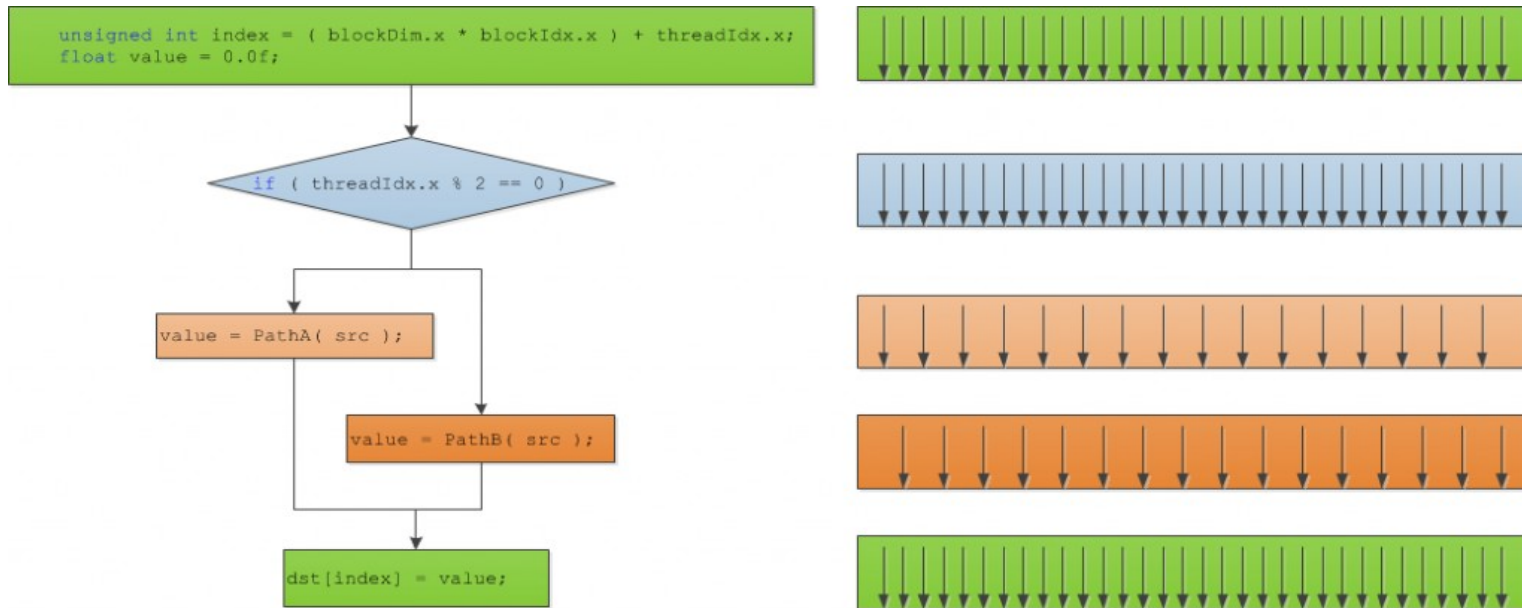 unsigned int index = ( blockDim.x * blockIdx.x ) + threadIdx.x;
float value = 0.0f;
if ( threadIdx.x % 2 == 0 )
value = PathA( src );
value = PathB( src );
dst[index] = value;